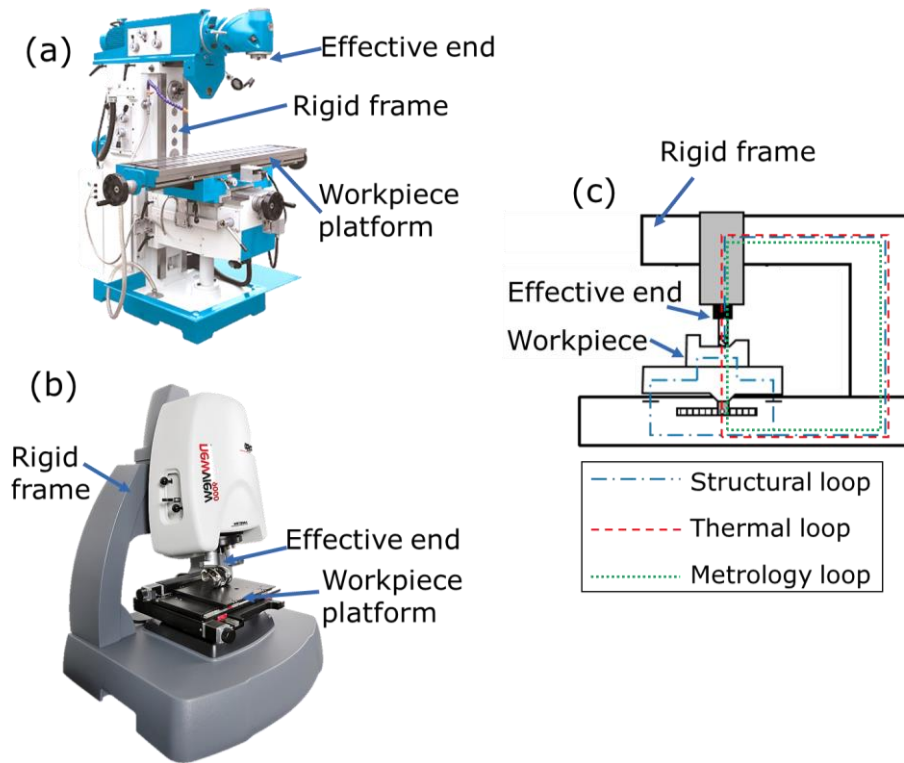 (a)
Effective end
Rigid frame
Workpiece
platform
(b)
Rigid
frame
Effective end
Workpiece
platform
(c)
Rigid frame
Effective end
Workpiece
Structural loop
Thermal loop
Metrology loop